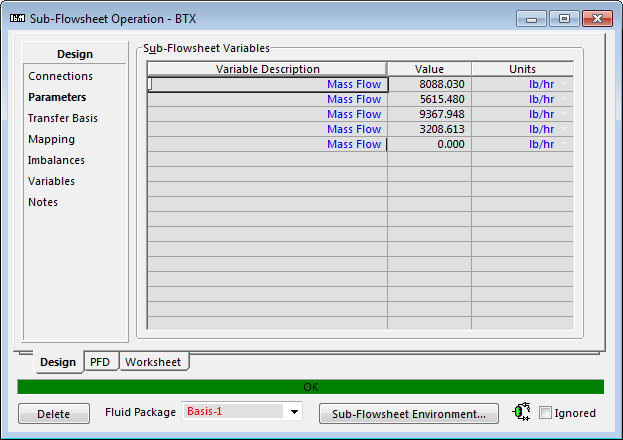 Sub-Flowsheet Operation - BTX
Design
Connections
Parameters
Transfer Basis
Mapping
Imbalances
Variables
Notes
Sub-Flowsheet Variables
Variable Description Value Units
Mass Flow 8088.030 lb/hr
Mass Flow 5615.480 lb/hr
Mass Flow 9367.948 lb/hr
Mass Flow 3208.613 lb/hr
Mass Flow 0.000 lb/hr
Design PFD Worksheet
OK
Delete Fluid Package Basis-1 Sub-Flowsheet Environment... Ignored